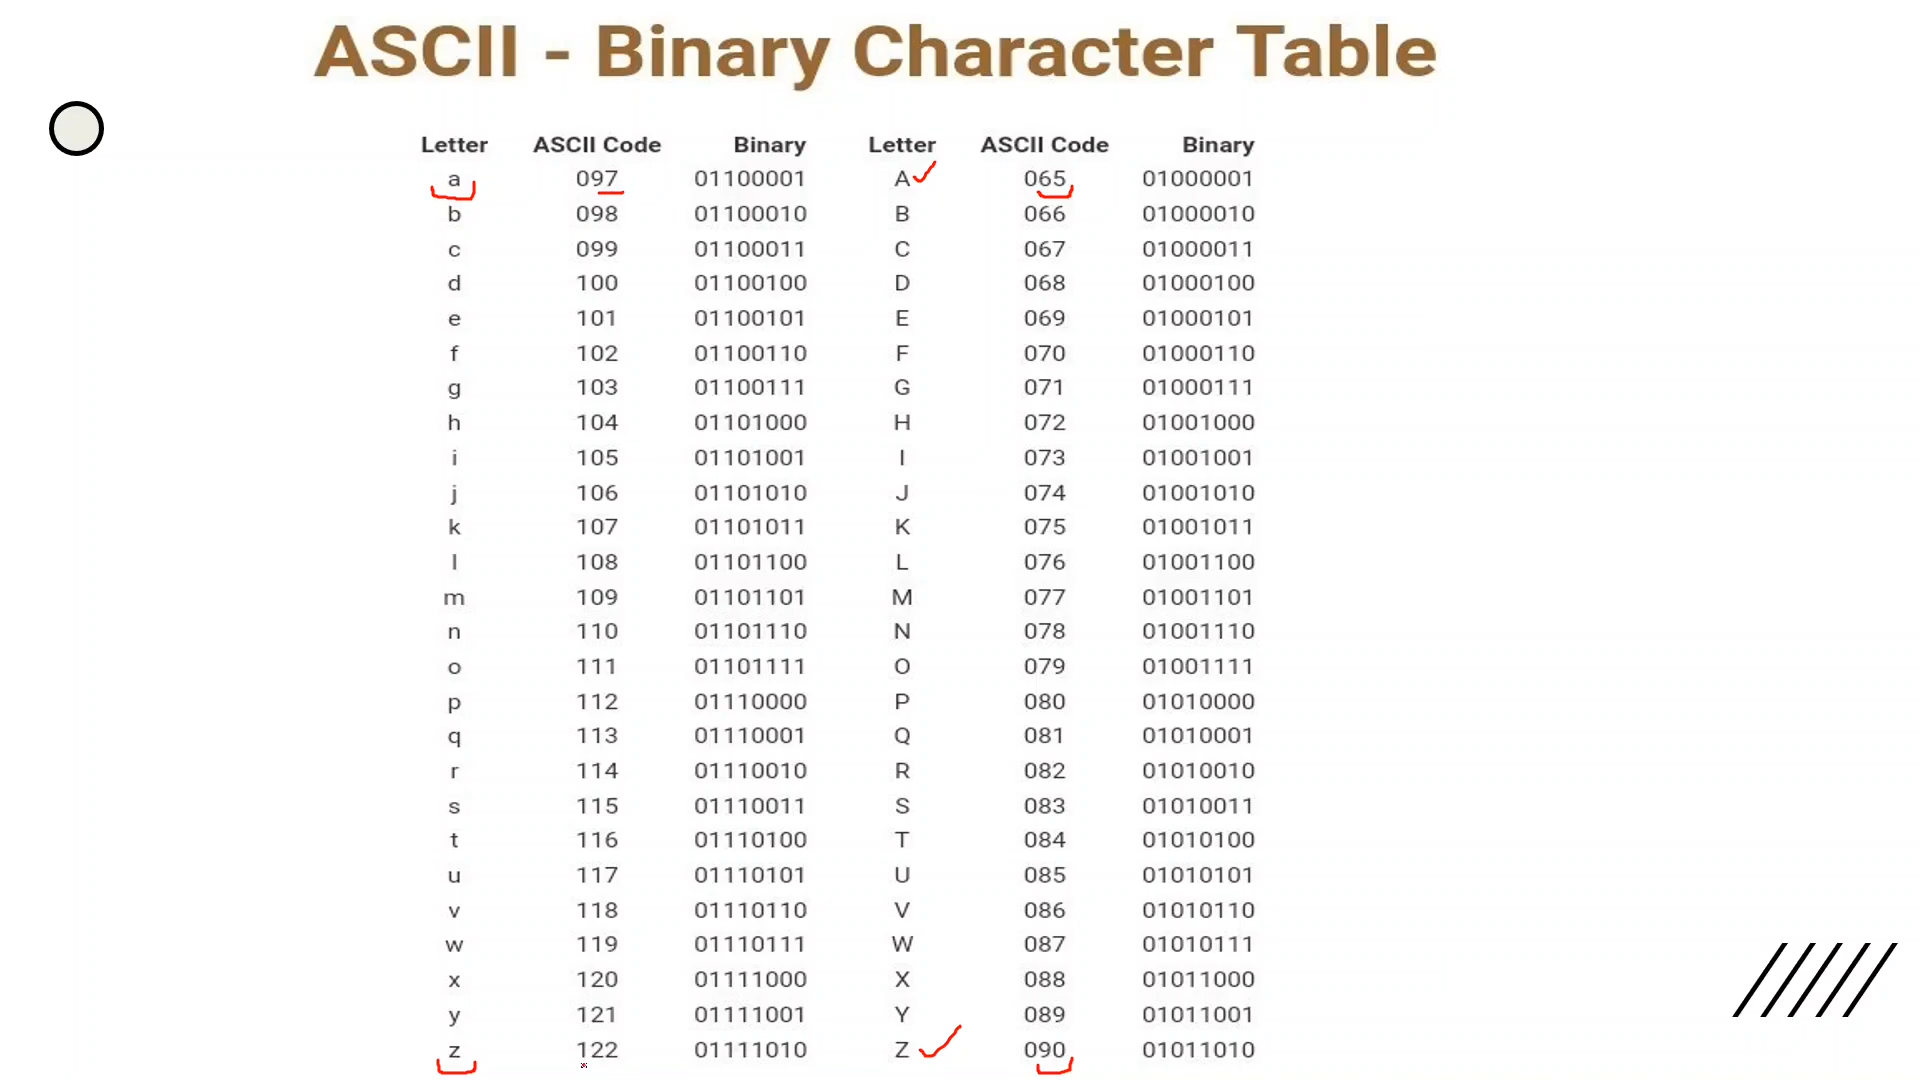 ASCII - Binary Character Table
Letter ASCII Code Binary Letter ASCII Code Binary
a 097 01100001 A 065 01000001
b 098 01100010 B 066 01000010
c 099 01100011 C 067 01000011
d 100 01100100 D 068 01000100
e 101 01100101 E 069 01000101
f 102 01100110 F 070 01000110
g 103 01100111 G 071 01000111
h 104 01101000 H 072 01001000
i 105 01101001 I 073 01001001
j 106 01101010 J 074 01001010
k 107 01101011 K 075 01001011
l 108 01101100 L 076 01001100
m 109 01101101 M 077 01001101
n 110 01101110 N 078 01001110
o 111 01101111 O 079 01001111
p 112 01110000 P 080 01010000
q 113 01110001 Q 081 01010001
r 114 01110010 R 082 01010010
s 115 01110011 S 083 01010011
t 116 01110100 T 084 01010100
u 117 01110101 U 085 01010101
v 118 01110110 V 086 01010110
w 119 01110111 W 087 01010111
x 120 01111000 X 088 01011000
y 121 01111001 Y 089 01011001
z 122 01111010 Z 090 01011010